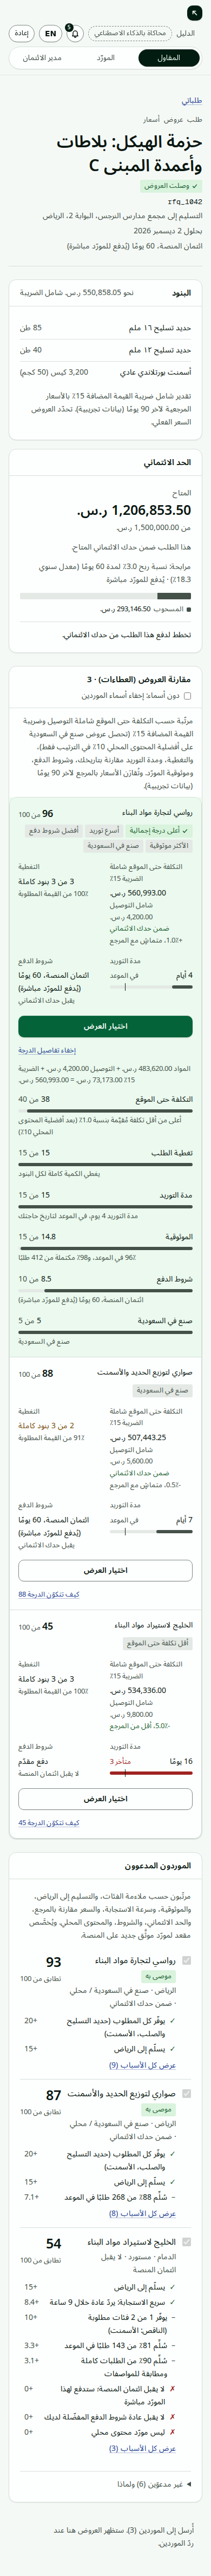 الدليل
محاكاة بالذكاء الاصطناعي
5
EN
إعادة
المقاول
المورّد
مدير الائتمان
طلباتي
طلب عروض أسعار
حزمة الهيكل: بلاطات
وأعمدة المبنى C
✓ وصلت العروض
rfq_1042
التسليم إلى مجمع مدارس النرجس، البوابة 2، الرياض
بحلول 2 ديسمبر 2026
ائتمان المنصة، 60 يومًا (يُدفع للمورّد مباشرة)
البنود
نحو 550,858.05 ر.س. شامل الضريبة
حديد تسليح ١٦ ملم
85 طن
حديد تسليح ١٢ ملم
40 طن
أسمنت بورتلاندي عادي
3,200 كيس (50 كجم)
تقدير شامل ضريبة القيمة المضافة 15٪ بالأسعار
المرجعية لآخر 90 يومًا (بيانات تجريبية). تحدّد العروض
السعر الفعلي.
الحد الائتماني
المتاح
1,206,853.50 ر.س.
من 1,500,000.00 ر.س.
هذا الطلب ضمن حدك الائتماني المتاح.
مرابحة: نسبة ربح 3.0٪ لمدة 60 يومًا (معدل سنوي
18.3٪) · يُدفع للمورّد مباشرة
المسحوب 293,146.50 ر.س.
تخطط لدفع هذا الطلب من حدك الائتماني.
مقارنة العروض (العطاءات) · 3
دون أسماء: إخفاء أسماء الموردين
مرتّبة حسب التكلفة حتى الموقع شاملة التوصيل وضريبة
القيمة المضافة 15٪ (تحصل عروض صنع في السعودية
على أفضلية المحتوى المحلي 10٪ في الترتيب فقط)،
والتغطية، ومدة التوريد مقارنة بتاريخك، وشروط الدفع،
وموثوقية المورّد. وتُقارن الأسعار بالمرجع لآخر 90 يومًا
(بيانات تجريبية).
رواسي لتجارة مواد البناء
96 من 100
✓ أعلى درجة إجمالية
أسرع توريد
أفضل شروط دفع
الأكثر موثوقية
صنع في السعودية
التكلفة حتى الموقع شاملة
الضريبة 15٪
560,993.00 ر.س.
شامل التوصيل
4,200.00 ر.س.
ضمن حدك الائتماني
+1.0٪، متماشٍ مع المرجع
التغطية
3 من 3 بنود كاملة
100٪ من القيمة المطلوبة
مدة التوريد
4 أيام
في الموعد
شروط الدفع
ائتمان المنصة، 60 يومًا
(يُدفع للمورّد مباشرة)
يقبل حدك الائتماني
اختيار العرض
إخفاء تفاصيل الدرجة
المواد 483,620.00 ر.س. + التوصيل 4,200.00 ر.س. + الضريبة
15٪ 73,173.00 ر.س. = 560,993.00 ر.س.
التكلفة حتى الموقع
38 من 40
أعلى من أقل تكلفة مُقيّمة بنسبة 1.0٪ (بعد أفضلية المحتوى
المحلي 10٪)
تغطية الطلب
15 من 15
يغطي الكمية كاملة لكل البنود
مدة التوريد
15 من 15
مدة التوريد 4 يوم، في الموعد لتاريخ حاجتك
الموثوقية
14.8 من 15
96٪ في الموعد، و98٪ مكتملة من 412 طلبًا
شروط الدفع
8.5 من 10
ائتمان المنصة، 60 يومًا (يُدفع للمورّد مباشرة)
صنع في السعودية
5 من 5
صنع في السعودية
صواري لتوزيع الحديد والأسمنت
88 من 100
صنع في السعودية
التكلفة حتى الموقع شاملة
الضريبة 15٪
507,443.25 ر.س.
شامل التوصيل
5,600.00 ر.س.
ضمن حدك الائتماني
-0.5٪، متماشٍ مع المرجع
التغطية
2 من 3 بنود كاملة
91٪ من القيمة المطلوبة
مدة التوريد
7 أيام
في الموعد
شروط الدفع
ائتمان المنصة، 60 يومًا
(يُدفع للمورّد مباشرة)
يقبل حدك الائتماني
اختيار العرض
كيف تتكوّن الدرجة 88
الخليج لاستيراد مواد البناء
45 من 100
أقل تكلفة حتى الموقع
التكلفة حتى الموقع شاملة
الضريبة 15٪
534,336.00 ر.س.
شامل التوصيل
9,800.00 ر.س.
-5.0٪، أقل من المرجع
التغطية
3 من 3 بنود كاملة
100٪ من القيمة المطلوبة
مدة التوريد
16 يومًا
متأخر 3
شروط الدفع
دفع مقدّم
لا يقبل ائتمان المنصة
اختيار العرض
كيف تتكوّن الدرجة 45
الموردون المدعوون
مرتّبون حسب ملاءمة الفئات، والتسليم إلى الرياض،
والموثوقية، وسرعة الاستجابة، والسعر مقارنة بالمرجع،
والحد الائتماني، والشروط، والمحتوى المحلي. ويُخصَّص
مقعد لمورّد موثّق جديد على المنصة.
رواسي لتجارة مواد البناء
93
موصى به
تطابق من 100
الرياض · صنع في السعودية / محلي
· ضمن حدك الائتماني
✓ يوفّر كل المطلوب (حديد التسليح
والصلب، الأسمنت)
+20
✓ يسلّم إلى الرياض
+15
عرض كل الأسباب (9)
صواري لتوزيع الحديد والأسمنت
87
موصى به
تطابق من 100
الرياض · صنع في السعودية / محلي
· ضمن حدك الائتماني
✓ يوفّر كل المطلوب (حديد التسليح
والصلب، الأسمنت)
+20
✓ يسلّم إلى الرياض
+15
– سُلّم 88٪ من 268 طلبًا في الموعد
+7.1
عرض كل الأسباب (8)
الخليج لاستيراد مواد البناء
54
الدمام · مستورد · لا يقبل
ائتمان المنصة
تطابق من 100
✓ يسلّم إلى الرياض
+15
✓ سريع الاستجابة: يردّ عادة خلال 9 ساعة
+8.4
– يوفّر 1 من 2 فئات مطلوبة
(الناقص: الأسمنت)
+10
– سُلّم 81٪ من 143 طلبًا في الموعد
+3.3
– سُلّم 90٪ من الطلبات كاملة
ومطابقة للمواصفات
+3.1
✗ لا يقبل ائتمان المنصة؛ ستدفع لهذا
المورّد مباشرة
+0
✗ لا يقبل عادة شروط الدفع المفضّلة لديك
+0
✗ ليس مورّد محتوى محلي
+0
عرض كل الأسباب (3)
غير مدعوّين (6) ولماذا
أُرسل إلى الموردين (3). ستظهر العروض هنا عند
ردّ الموردين.